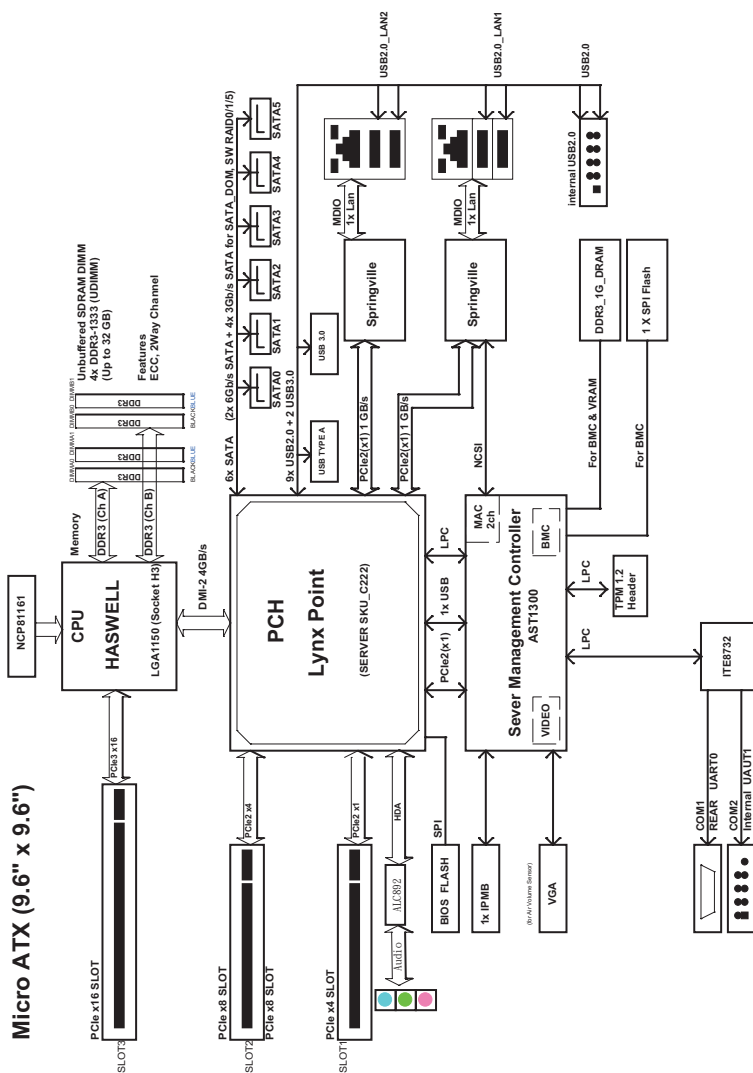 Micro ATX (9.6" x 9.6")
PCIe x16 SLOT
SLOT3
PCIe3 x16
NCP81161
CPU
HASWELL
LGA1150 (Socket H3)
Memory
DDR3 (Ch A)
DDR3 (Ch B)
DIMMA0
DIMMA1
DIMMB0
DIMMB1
DDR3
DDR3
DDR3
DDR3
BLACK
BLUE
BLACK
BLUE
Unbuffered SDRAM DIMM
4x DDR3-1333 (UDIMM)
(Up to 32 GB)
Features
ECC, 2Way Channel
DMI-2 4GB/s
PCIe x8 SLOT
SLOT2
PCIe x8 SLOT
PCIe2 x4
PCIe x4 SLOT
SLOT1
PCIe2 x1
HDA
ALC892
Audio
SPI
BIOS FLASH
PCH
Lynx Point
(SERVER SKU_C222)
6x SATA
(2x 6Gb/s SATA + 4x 3Gb/s SATA for SATA_DOM, SW RAID0/1/5)
SATA0
SATA1
SATA2
SATA3
SATA4
SATA5
9x USB2.0 + 2 USB3.0
USB TYPE A
USB 3.0
PCIe2(x1) 1 GB/s
Springville
MDIO
1x Lan
USB2.0_LAN2
PCIe2(x1) 1 GB/s
Springville
MDIO
1x Lan
USB2.0_LAN1
USB2.0
internal USB2.0
NCSI
PCIe2(x1)
1x USB
LPC
Sever Management Controller
AST1300
VIDEO
MAC
2ch
BMC
For BMC & VRAM
DDR3_1G_DRAM
For BMC
1 X SPI Flash
1x IPMB
(for Air Volume Sensor)
VGA
LPC
TPM 1.2
Header
LPC
ITE8732
COM1
REAR UART0
COM2
Internal UAUT1